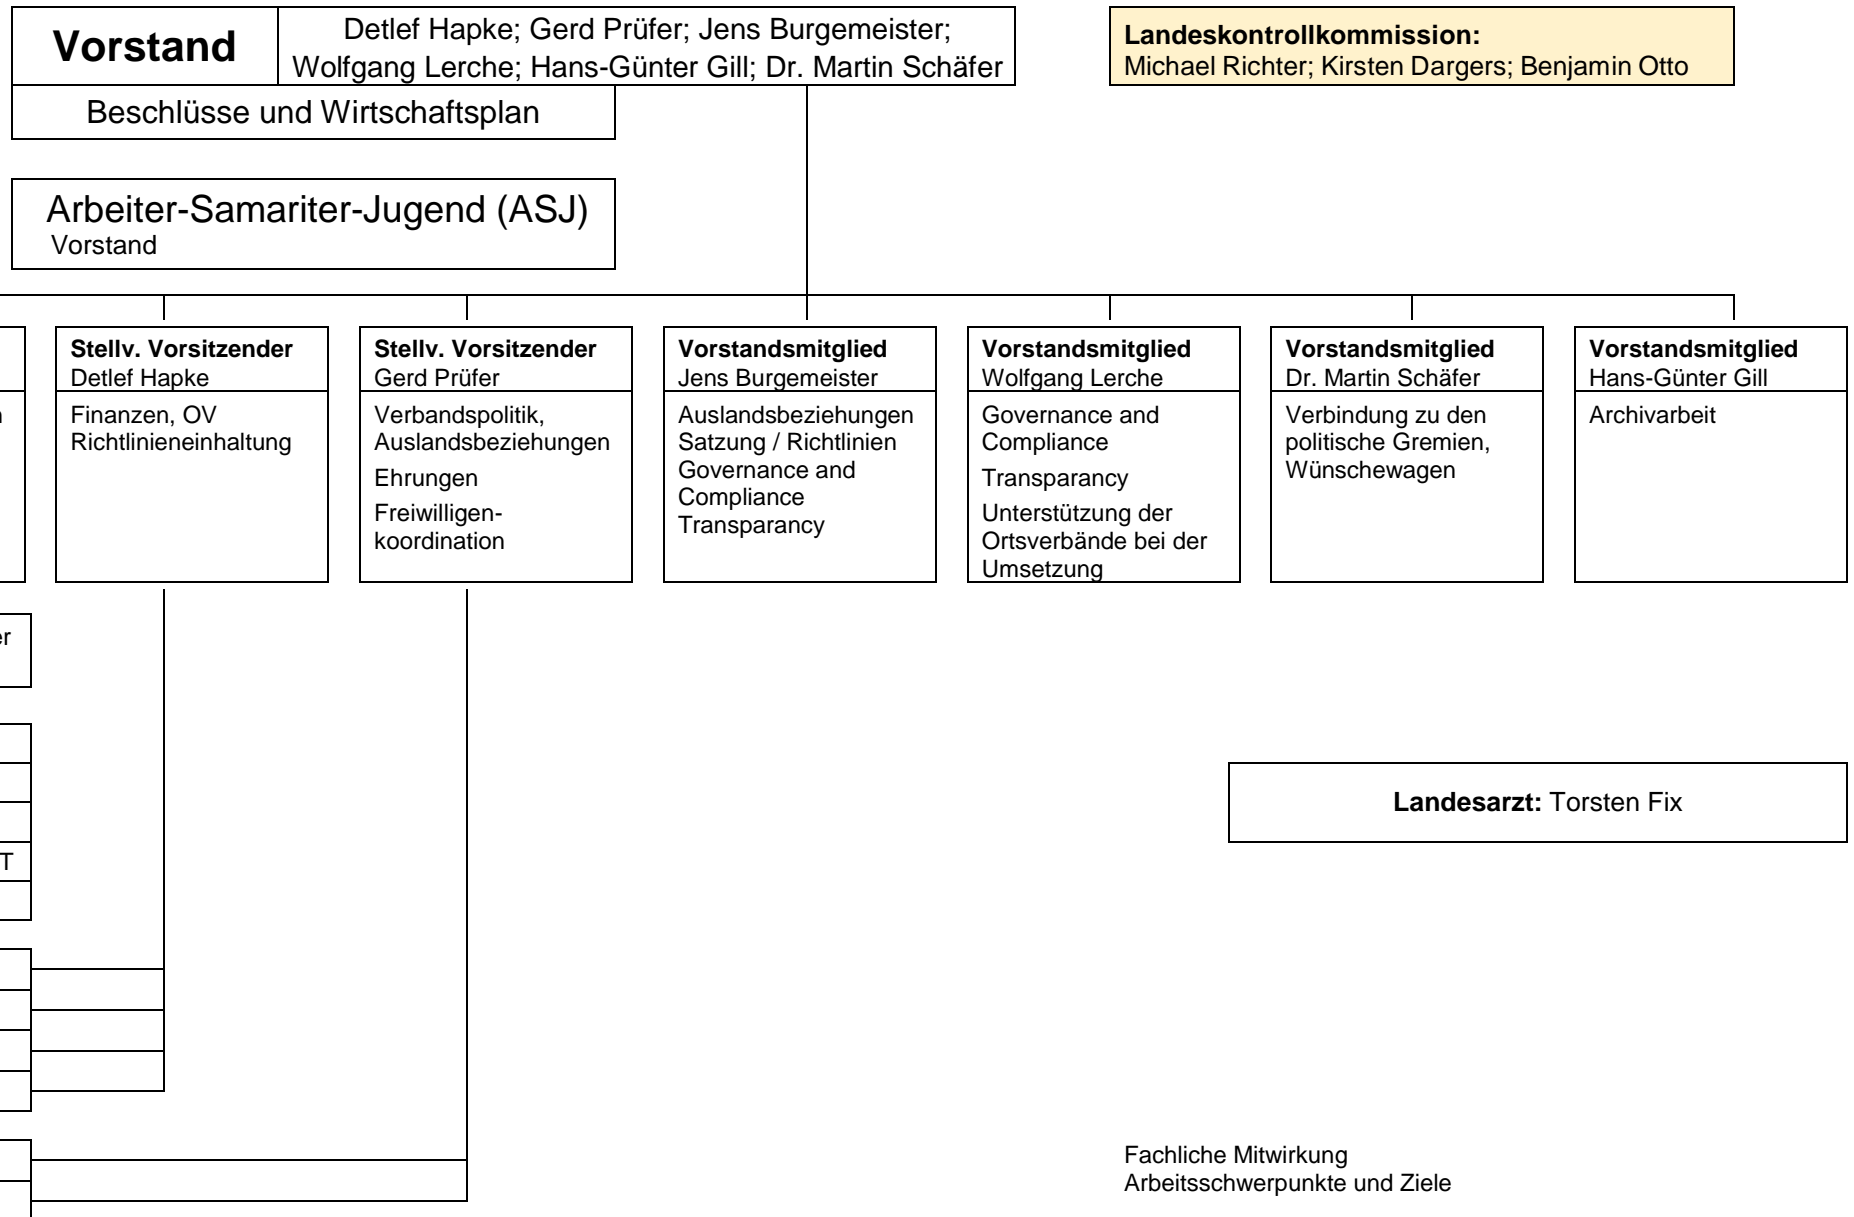 Vorstand
Detlef Hapke; Gerd Prüfer; Jens Burgemeister;
Wolfgang Lerche; Hans-Günter Gill; Dr. Martin Schäfer
Landeskontrollkommission:
Michael Richter; Kirsten Dargers; Benjamin Otto
Beschlüsse und Wirtschaftsplan
Arbeiter-Samariter-Jugend (ASJ)
Vorstand
Stellv. Vorsitzender
Detlef Hapke
Finanzen, OV
Richtlinieneinhaltung
Stellv. Vorsitzender
Gerd Prüfer
Verbandspolitik,
Auslandsbeziehungen
Ehrungen
Freiwilligen-
koordination
Vorstandsmitglied
Jens Burgemeister
Auslandsbeziehungen
Satzung / Richtlinien
Governance and
Compliance
Transparancy
Vorstandsmitglied
Wolfgang Lerche
Governance and
Compliance
Transparancy
Unterstützung der
Ortsverbände bei der
Umsetzung
Vorstandsmitglied
Dr. Martin Schäfer
Verbindung zu den
politische Gremien,
Wünschewagen
Vorstandsmitglied
Hans-Günter Gill
Archivarbeit
Landesarzt: Torsten Fix
Fachliche Mitwirkung
Arbeitsschwerpunkte und Ziele